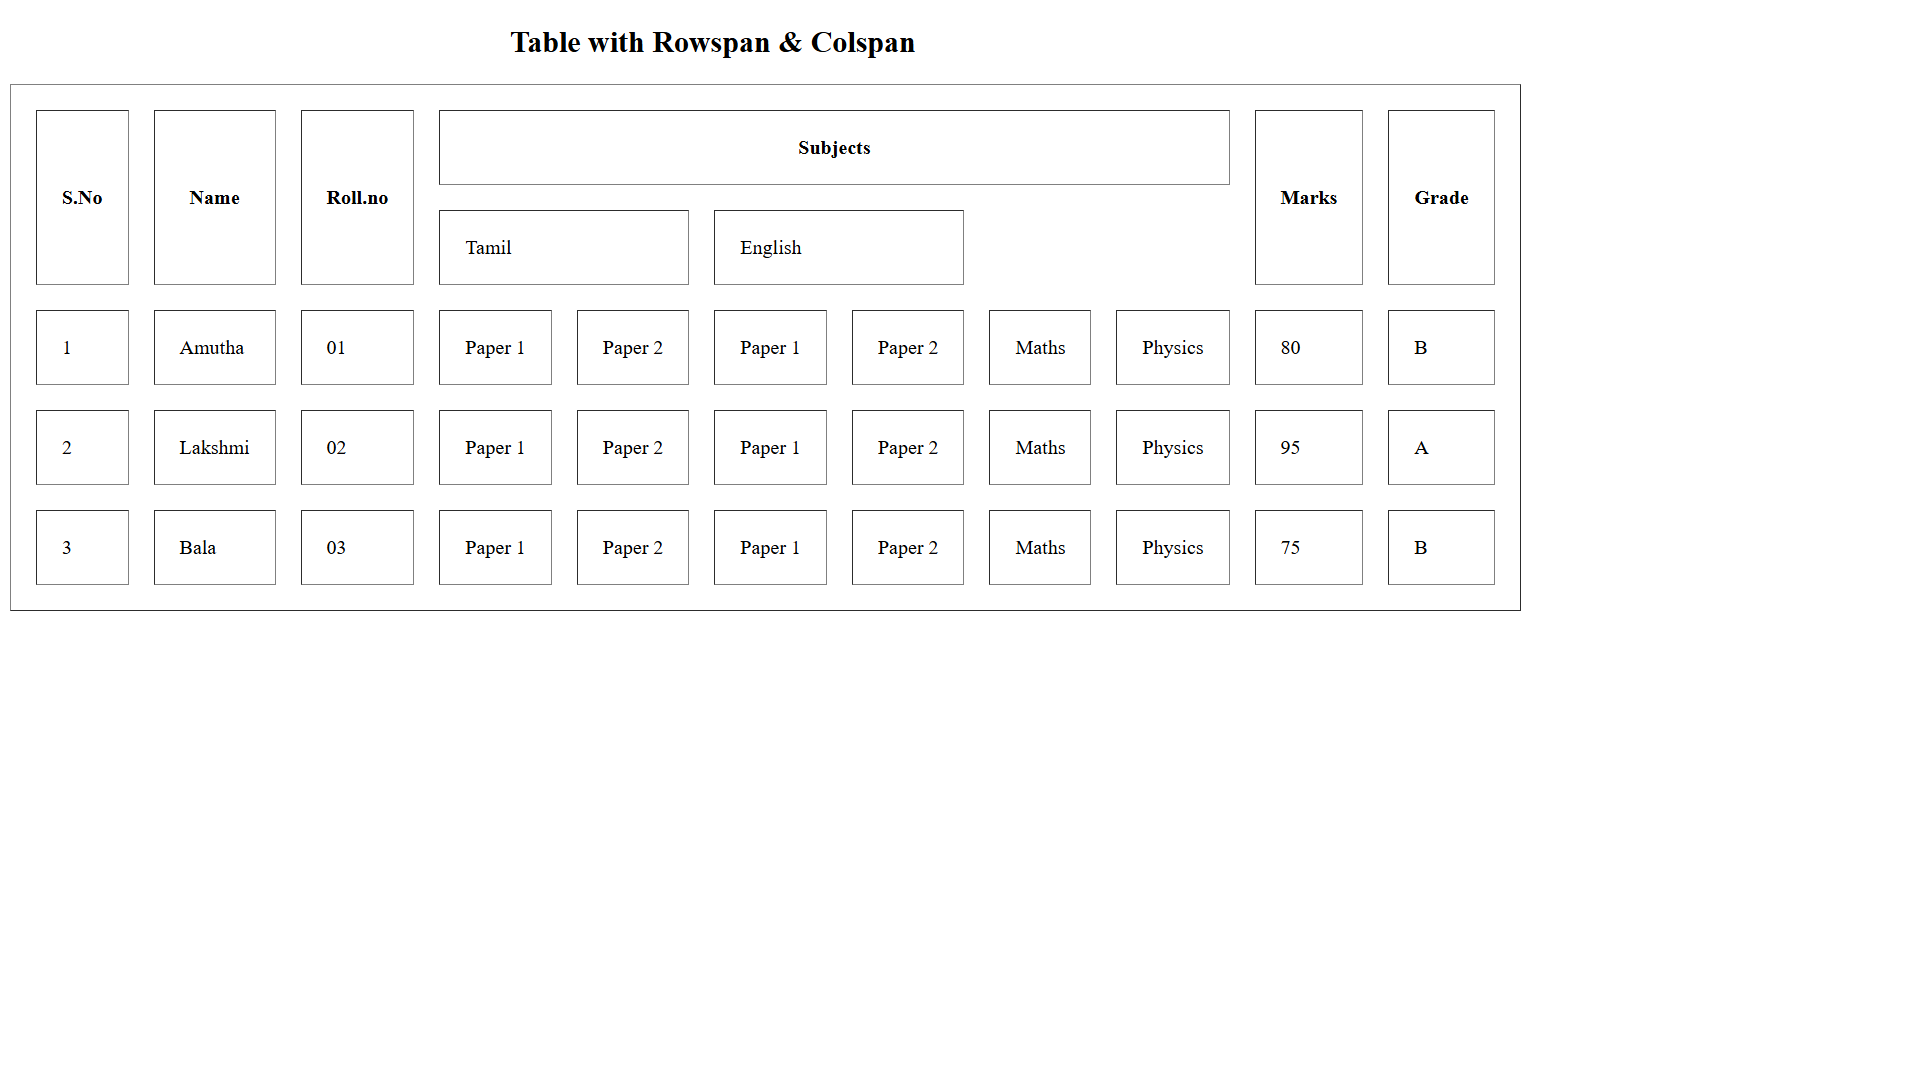 Table with Rowspan & Colspan
S.No Name Roll.no Subjects Marks Grade
Tamil English
1 Amutha 01 Paper 1 Paper 2 Paper 1 Paper 2 Maths Physics 80 B
2 Lakshmi 02 Paper 1 Paper 2 Paper 1 Paper 2 Maths Physics 95 A
3 Bala 03 Paper 1 Paper 2 Paper 1 Paper 2 Maths Physics 75 B